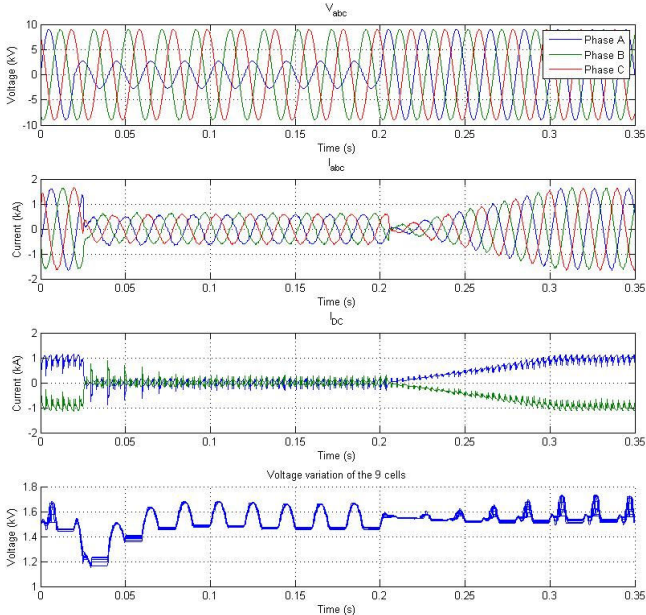 V_abc
Voltage (kV)
10
5
0
-5
-10
Phase A
Phase B
Phase C
0 0.05 0.1 0.15 0.2 0.25 0.3 0.35
Time (s)
I_abc
Current (kA)
2
1
0
-1
-2
0 0.05 0.1 0.15 0.2 0.25 0.3 0.35
Time (s)
I_DC
Current (kA)
2
1
0
-1
2
0 0.05 0.1 0.15 0.2 0.25 0.3 0.35
Time (s)
Voltage variation of the 9 cells
Voltage (kV)
1.8
1.6
1.4
1.2
1
0 0.05 0.1 0.15 0.2 0.25 0.3 0.35
Time (s)